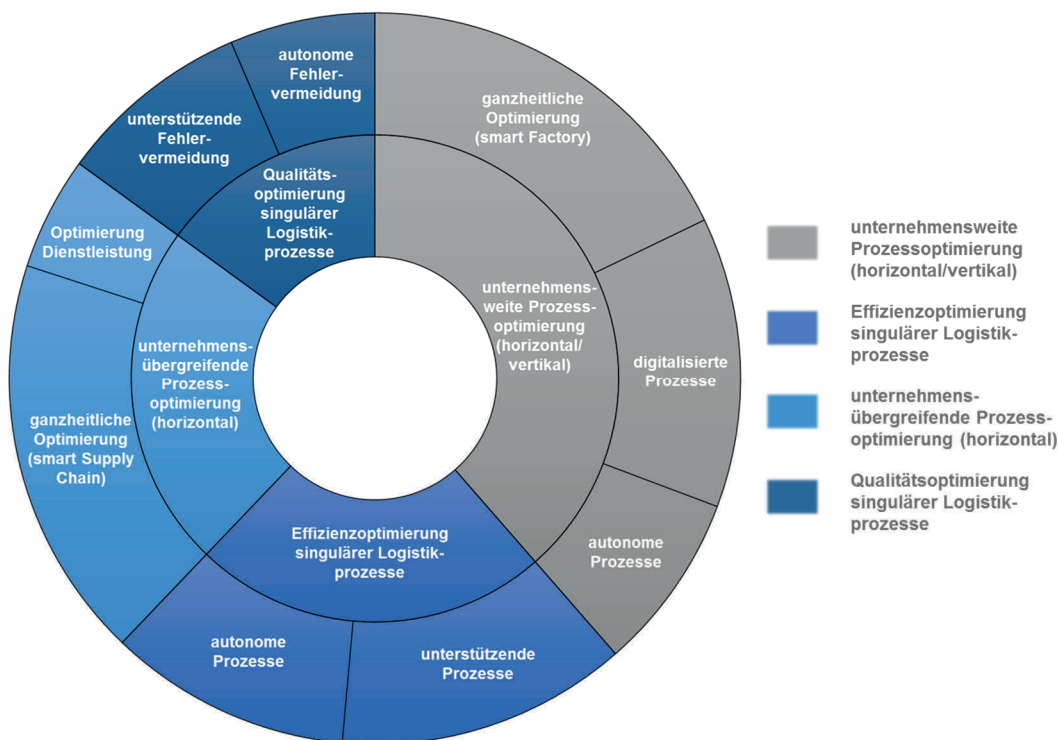 autonome
Fehler-
vermeidung
unterstützende
Fehler-
vermeidung
ganzheitliche
Optimierung
(smart Factory)
Qualitäts-
optimierung
singulärer
Logistik-
prozesse
Optimierung
Dienstleistung
unternehmens-
weite Prozess-
optimierung
(horizontal/
vertikal)
unternehmens-
übergreifende
Prozess-
optimierung
(horizontal)
digitalisierte
Prozesse
ganzheitliche
Optimierung
(smart Supply
Chain)
Effizienzoptimierung
singulärer Logistik-
prozesse
autonome
Prozesse
autonome
Prozesse
unterstützende
Prozesse
unternehmensweite
Prozessoptimierung
(horizontal/vertikal)
Effizienzoptimierung
singulärer Logistik-
prozesse
unternehmens-
übergreifende Prozess-
optimierung (horizontal)
Qualitätsoptimierung
singulärer Logistik-
prozesse